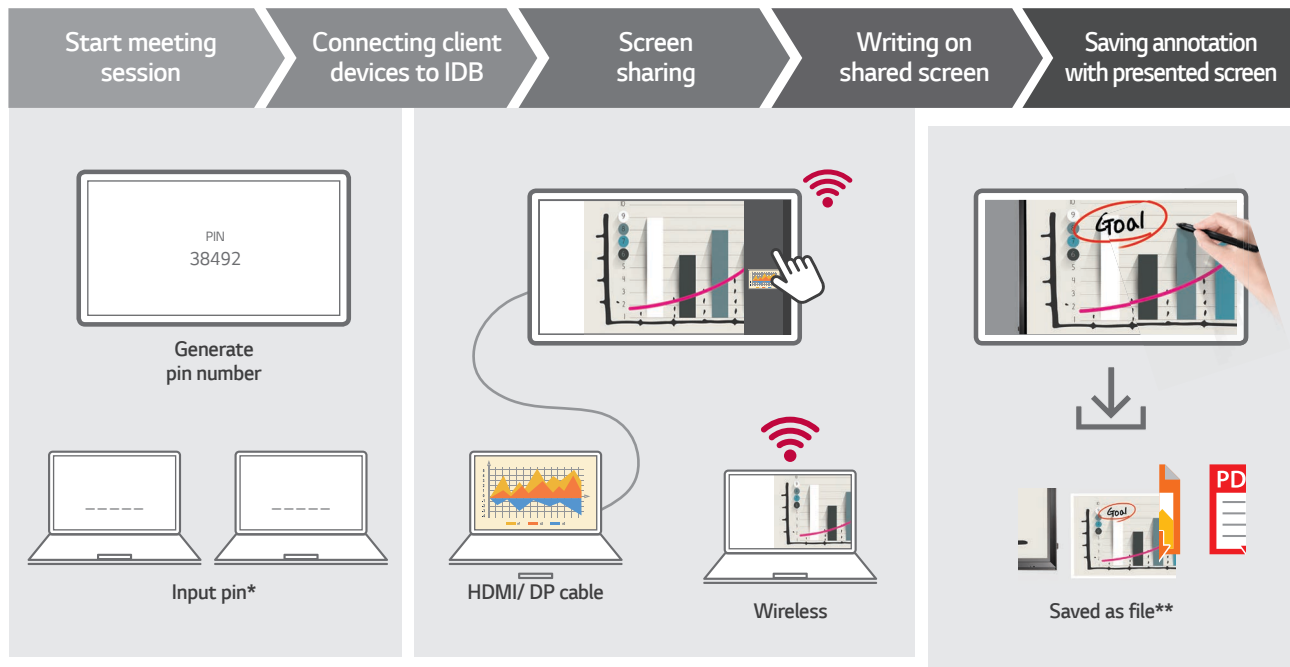 Start meeting
session
Connecting client
devices to IDB
Screen
sharing
Writing on
shared screen
Saving annotation
with presented screen
PIN
38492
Generate
pin number
Input pin*
HDMI/ DP cable
Wireless
Goal
Goal
PD
Saved as file**